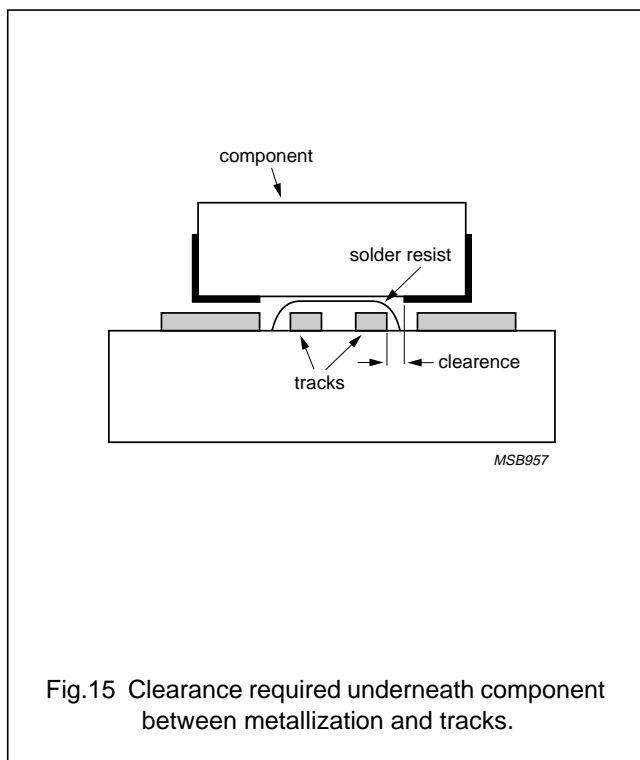 component
solder resist
clearence
tracks
MSB957
Fig.15 Clearance required underneath component
between metallization and tracks.